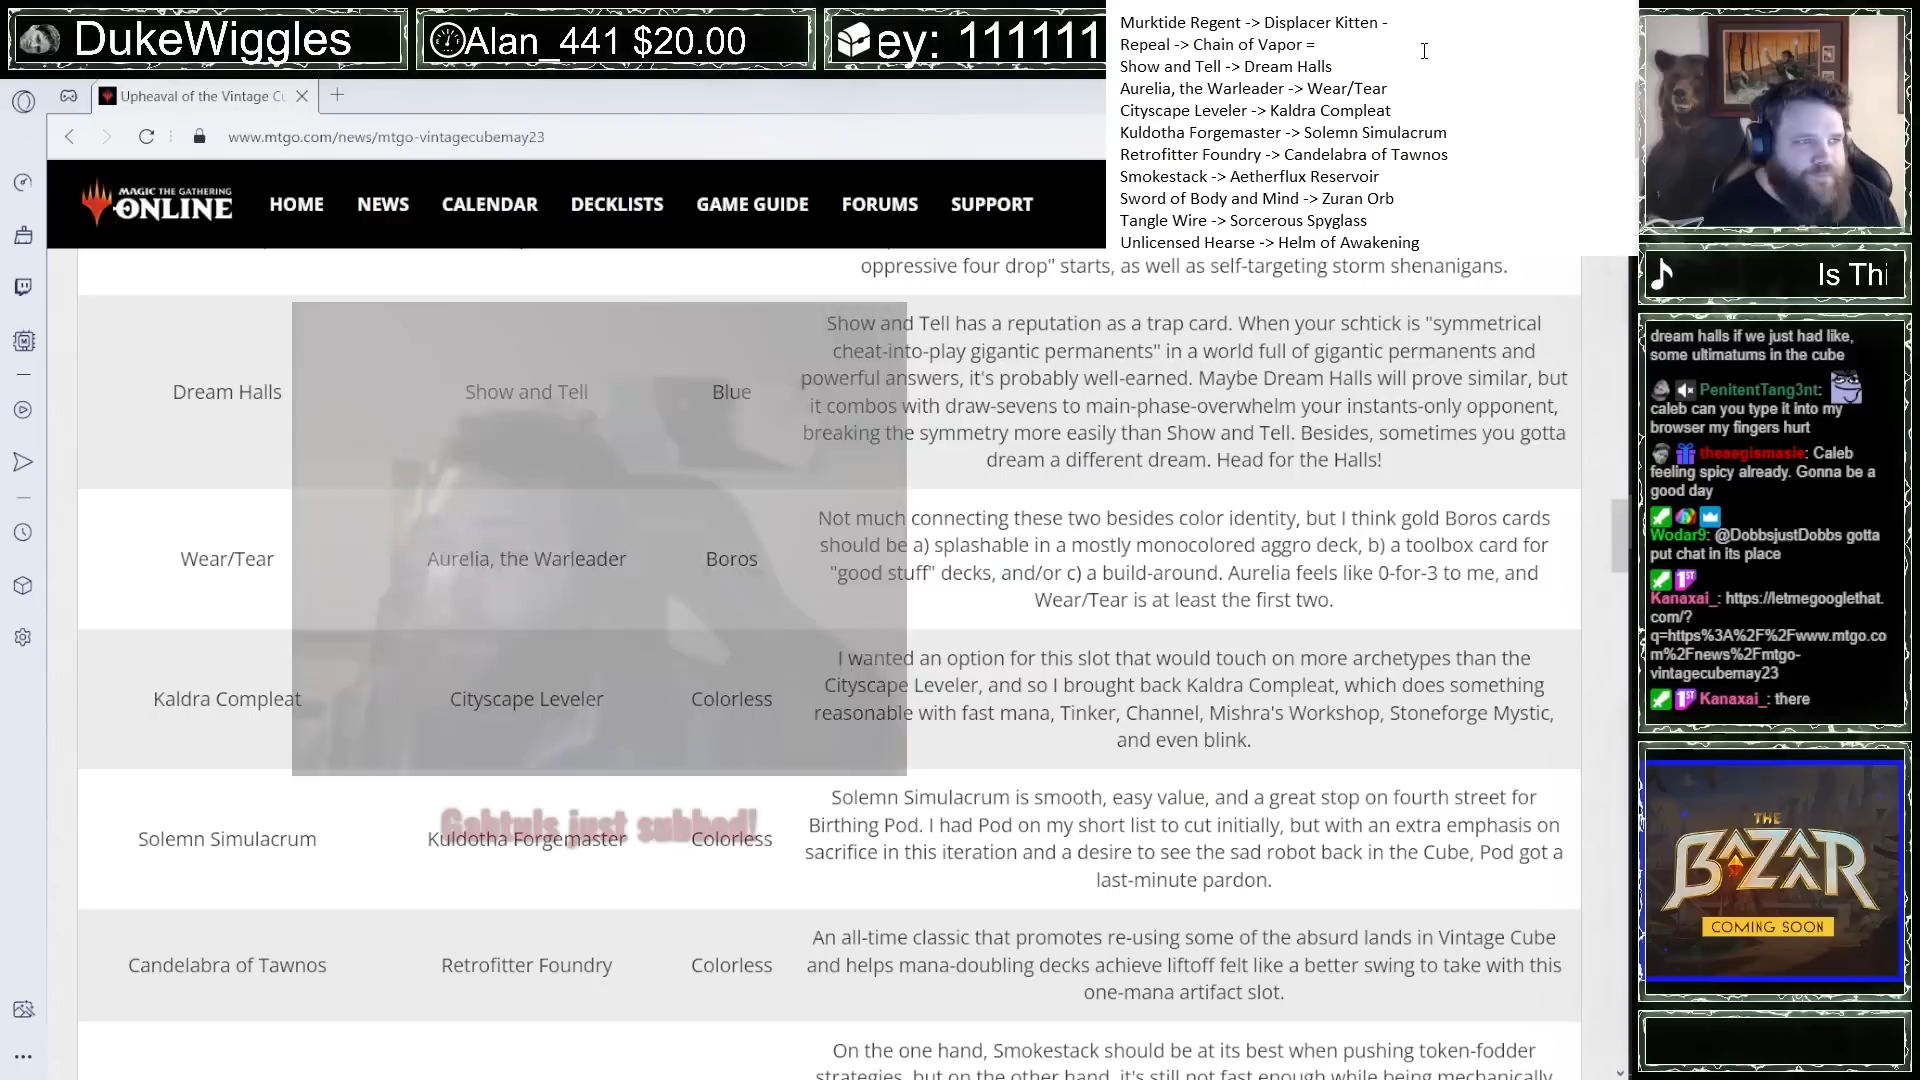 DukeWiggles
Alan_441 $20.00
ey: 111111
Murktide Regent -> Displacer Kitten -
Repeal -> Chain of Vapor =
Show and Tell -> Dream Halls
Aurelia, the Warleader -> Wear/Tear
Cityscape Leveler -> Kaldra Compleat
Kuldotha Forgemaster -> Solemn Simulacrum
Retrofitter Foundry -> Candelabra of Tawnos
Smokestack -> Aetherflux Reservoir
Sword of Body and Mind -> Zuran Orb
Tangle Wire -> Sorcerous Spyglass
Unlicensed Hearse -> Helm of Awakening
Upheaval of the Vintage Cu
www.mtgo.com/news/mtgo-vintagecubemay23
MAGIC THE GATHERING
ONLINE
HOME NEWS CALENDAR DECKLISTS GAME GUIDE FORUMS SUPPORT
oppressive four drop" starts, as well as self-targeting storm shenanigans.
Dream Halls
Show and Tell
Blue
Show and Tell has a reputation as a trap card. When your schtick is "symmetrical
cheat-into-play gigantic permanents" in a world full of gigantic permanents and
powerful answers, it's probably well-earned. Maybe Dream Halls will prove similar, but
it combos with draw-sevens to main-phase-overwhelm your instants-only opponent,
breaking the symmetry more easily than Show and Tell. Besides, sometimes you gotta
dream a different dream. Head for the Halls!
Wear/Tear
Aurelia, the Warleader
Boros
Not much connecting these two besides color identity, but I think gold Boros cards
should be a) splashable in a mostly monocolored aggro deck, b) a toolbox card for
"good stuff" decks, and/or c) a build-around. Aurelia feels like 0-for-3 to me, and
Wear/Tear is at least the first two.
Kaldra Compleat
Cityscape Leveler
Colorless
I wanted an option for this slot that would touch on more archetypes than the
Cityscape Leveler, and so I brought back Kaldra Compleat, which does something
reasonable with fast mana, Tinker, Channel, Mishra's Workshop, Stoneforge Mystic,
and even blink.
Gabtuls just subbed!
Solemn Simulacrum
Kuldotha Forgemaster
Colorless
Solemn Simulacrum is smooth, easy value, and a great stop on fourth street for
Birthing Pod. I had Pod on my short list to cut initially, but with an extra emphasis on
sacrifice in this iteration and a desire to see the sad robot back in the Cube, Pod got a
last-minute pardon.
Candelabra of Tawnos
Retrofitter Foundry
Colorless
An all-time classic that promotes re-using some of the absurd lands in Vintage Cube
and helps mana-doubling decks achieve liftoff felt like a better swing to take with this
one-mana artifact slot.
On the one hand, Smokestack should be at its best when pushing token-fodder
strategies, but on the other hand, it's still not fast enough while being mechanically
Is Thi
dream halls if we just had like,
some ultimatums in the cube
PenitentTang3nt:
caleb can you type it into my
browser my fingers hurt
theaegismasie: Caleb
feeling spicy already. Gonna be a
good day
Wodar9: @DobbsjustDobbs gotta
put chat in its place
Kanaxai_: https://letmegooglethat.
com/?
q=https%3A%2F%2Fwww.mtgo.co
m%2Fnews%2Fmtgo-
vintagecubemay23
Kanaxai_: there
THE
BAZAAR
COMING SOON